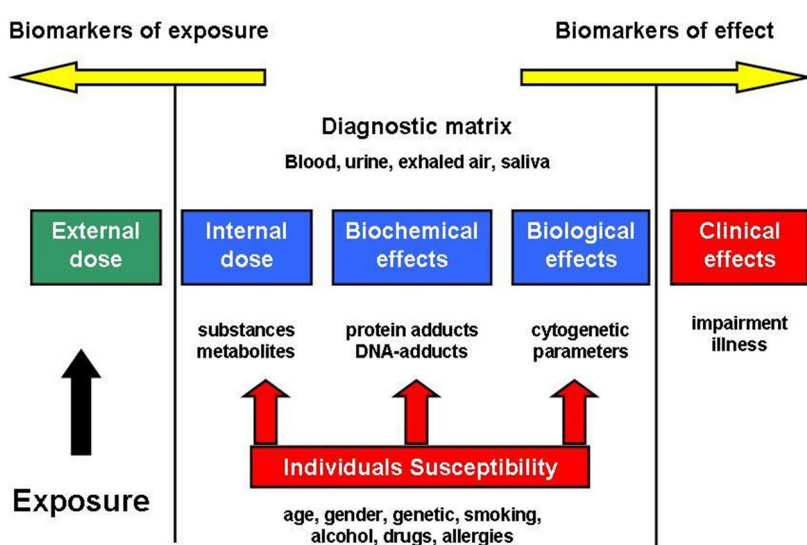 Biomarkers of exposure
Biomarkers of effect
Diagnostic matrix
Blood, urine, exhaled air, saliva
External
dose
Internal
dose
Biochemical
effects
Biological
effects
Clinical
effects
substances
metabolites
protein adducts
DNA-adducts
cytogenetic
parameters
impairment
illness
Exposure
Individuals Susceptibility
age, gender, genetic, smoking,
alcohol, drugs, allergies